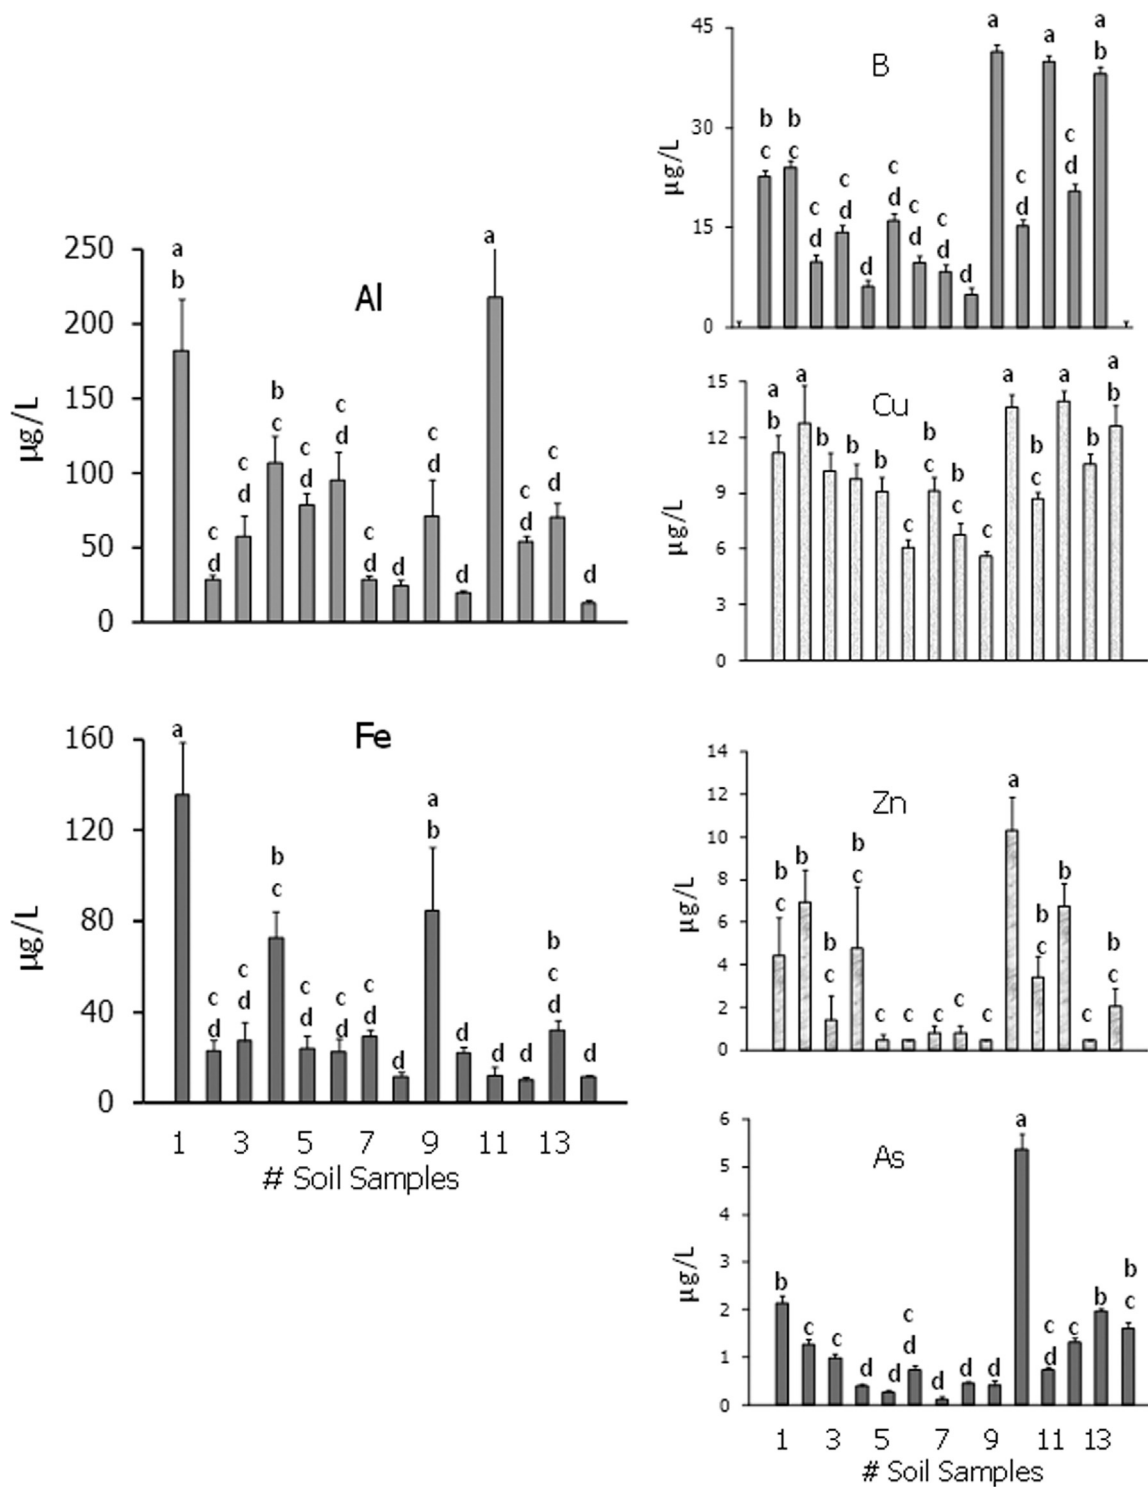 Al
µg/L
250
200
150
100
50
0
a
b
c
d
c
d
b
c
c
d
c
d
c
d
d
c
d
d
a
c
d
c
d
d
Fe
µg/L
160
120
80
40
0
a
c
d
c
d
b
c
c
d
c
d
c
d
d
a
b
d
d
d
b
c
d
d
1 3 5 7 9 11 13
# Soil Samples
B
µg/L
45
30
15
0
b
c
b
c
c
d
c
d
d
c
d
c
d
c
d
d
a
c
d
a
c
d
a
b
Cu
µg/L
15
12
9
6
3
0
a
b
a
b
b
b
c
b
c
b
c
c
a
b
c
a
b
a
b
Zn
µg/L
14
12
10
8
6
4
2
0
b
c
b
b
c
b
c
c
c
c
c
c
a
b
c
b
c
b
c
As
µg/L
6
5
4
3
2
1
0
b
c
c
d
d
c
d
d
d
d
a
c
d
c
b
b
c
1 3 5 7 9 11 13
# Soil Samples